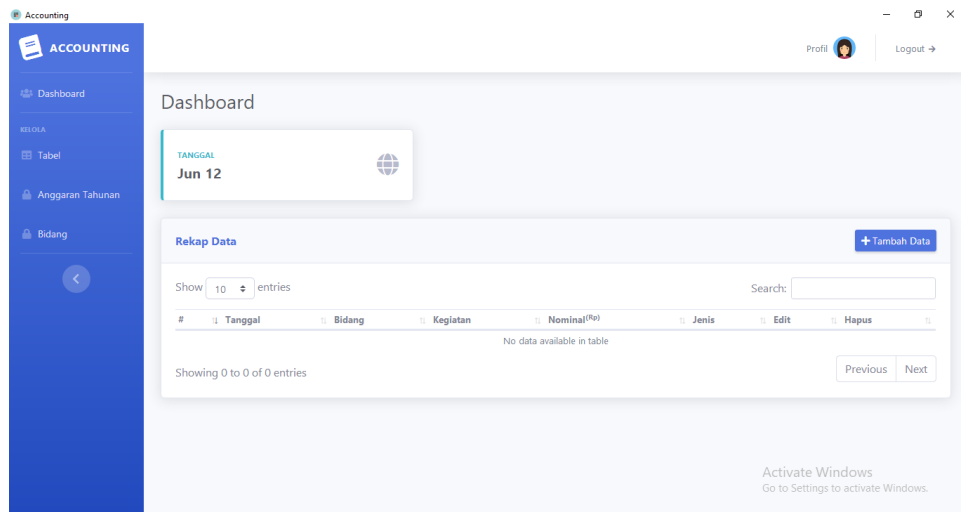 Accounting
ACCOUNTING
Profil Logout
Dashboard
KELOLA
Tabel
Anggaran Tahunan
Bidang
Dashboard
TANGGAL
Jun 12
Rekap Data
Tambah Data
Show 10 entries
Search:
# Tanggal Bidang Kegiatan Nominal(Rp) Jenis Edit Hapus
No data available in table
Showing 0 to 0 of 0 entries
Previous Next
Activate Windows
Go to Settings to activate Windows.